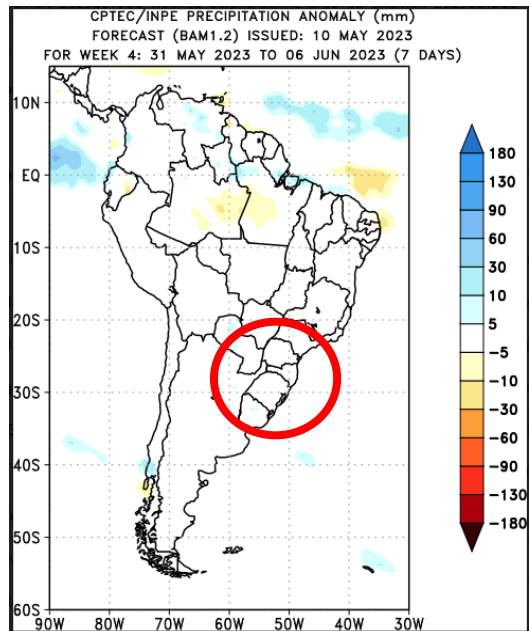 CPTEC/INPE PRECIPITATION ANOMALY (mm)
FORECAST (BAM1.2) ISSUED: 10 MAY 2023
FOR WEEK 4: 31 MAY 2023 TO 06 JUN 2023 (7 DAYS)
10N
EQ
10S
20S
30S
40S
50S
60S
90W 80W 70W 60W 50W 40W 30W
180
130
90
60
30
10
5
−5
−10
−30
−60
−90
−130
−180